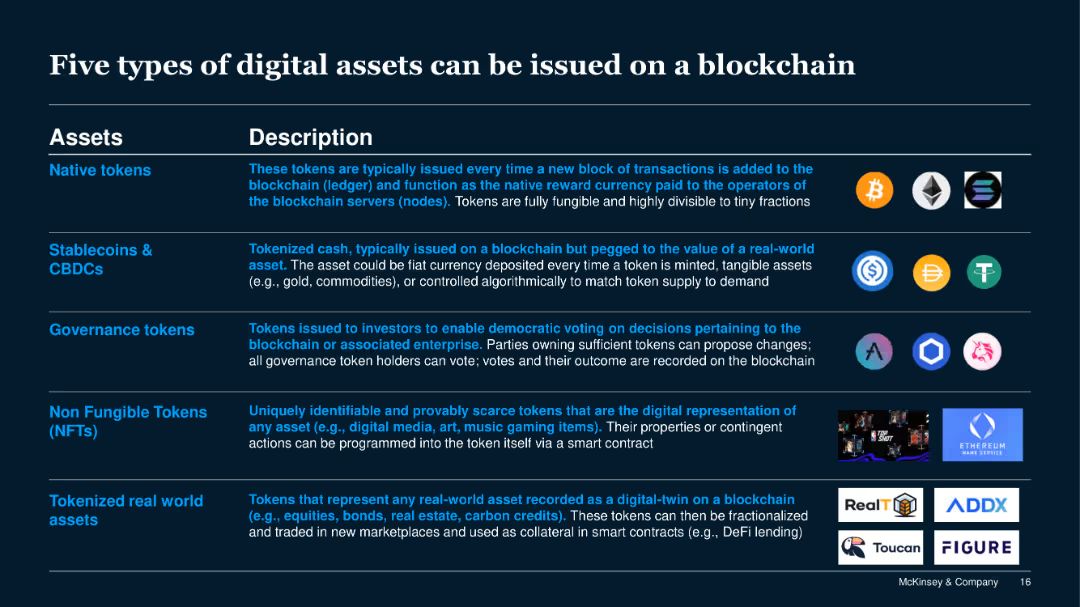 Five types of digital assets can be issued on a blockchain
Assets
Description
Native tokens
These tokens are typically issued every time a new block of transactions is added to the
blockchain (ledger) and function as the native reward currency paid to the operators of
the blockchain servers (nodes). Tokens are fully fungible and highly divisible to tiny fractions
Stablecoins &
CBDCs
Tokenized cash, typically issued on a blockchain but pegged to the value of a real-world
asset. The asset could be fiat currency deposited every time a token is minted, tangible assets
(e.g., gold, commodities), or controlled algorithmically to match token supply to demand
Governance tokens
Tokens issued to investors to enable democratic voting on decisions pertaining to the
blockchain or associated enterprise. Parties owning sufficient tokens can propose changes;
all governance token holders can vote; votes and their outcome are recorded on the blockchain
Non Fungible Tokens
(NFTs)
Uniquely identifiable and provably scarce tokens that are the digital representation of
any asset (e.g., digital media, art, music gaming items). Their properties or contingent
actions can be programmed into the token itself via a smart contract
TOP
SHOT
ETHEREUM
NAME SERVICE
Tokenized real world
assets
Tokens that represent any real-world asset recorded as a digital-twin on a blockchain
(e.g., equities, bonds, real estate, carbon credits). These tokens can then be fractionalized
and traded in new marketplaces and used as collateral in smart contracts (e.g., DeFi lending)
RealT
ADDX
Toucan
FIGURE
McKinsey & Company 16